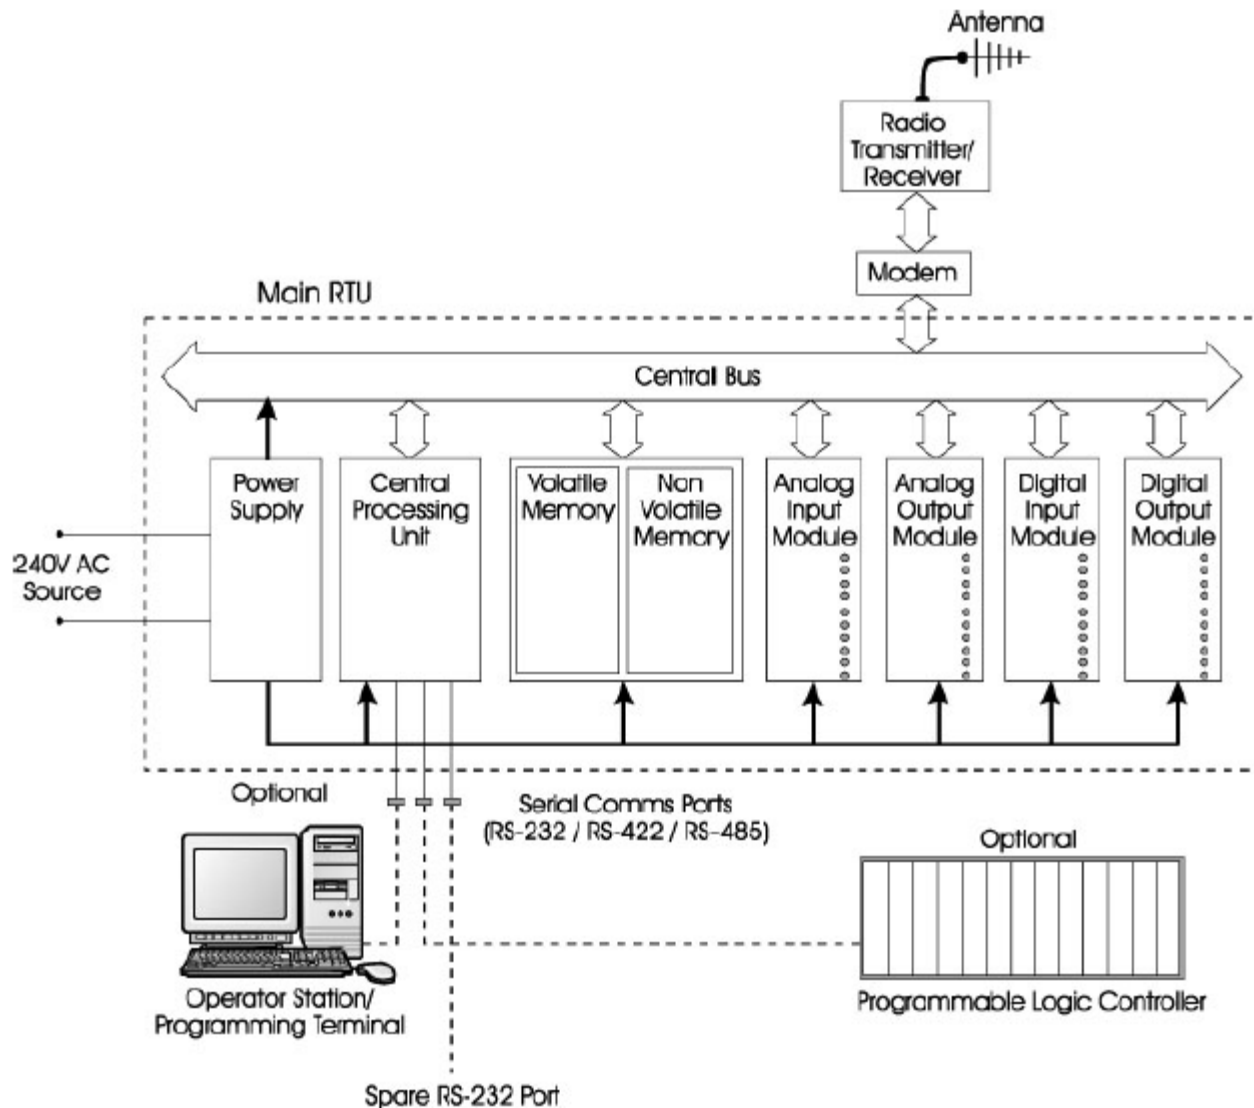 Antenna
Radio
Transmitter/
Receiver
Modem
Main RTU
Central Bus
Power
Supply
Central
Processing
Unit
Volatile
Memory
Non
Volatile
Memory
Analog
Input
Module
Analog
Output
Module
Digital
Input
Module
Digital
Output
Module
240V AC
Source
Optional
Serial Comms Ports
(RS-232 / RS-422 / RS-485)
Optional
Operator Station/
Programming Terminal
Programmable Logic Controller
Spare RS-232 Port